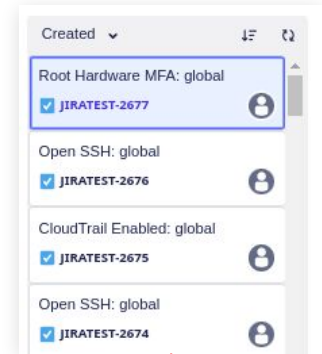 Created
Root Hardware MFA: global
JIRATEST-2677
Open SSH: global
JIRATEST-2676
CloudTrail Enabled: global
JIRATEST-2675
Open SSH: global
JIRATEST-2674